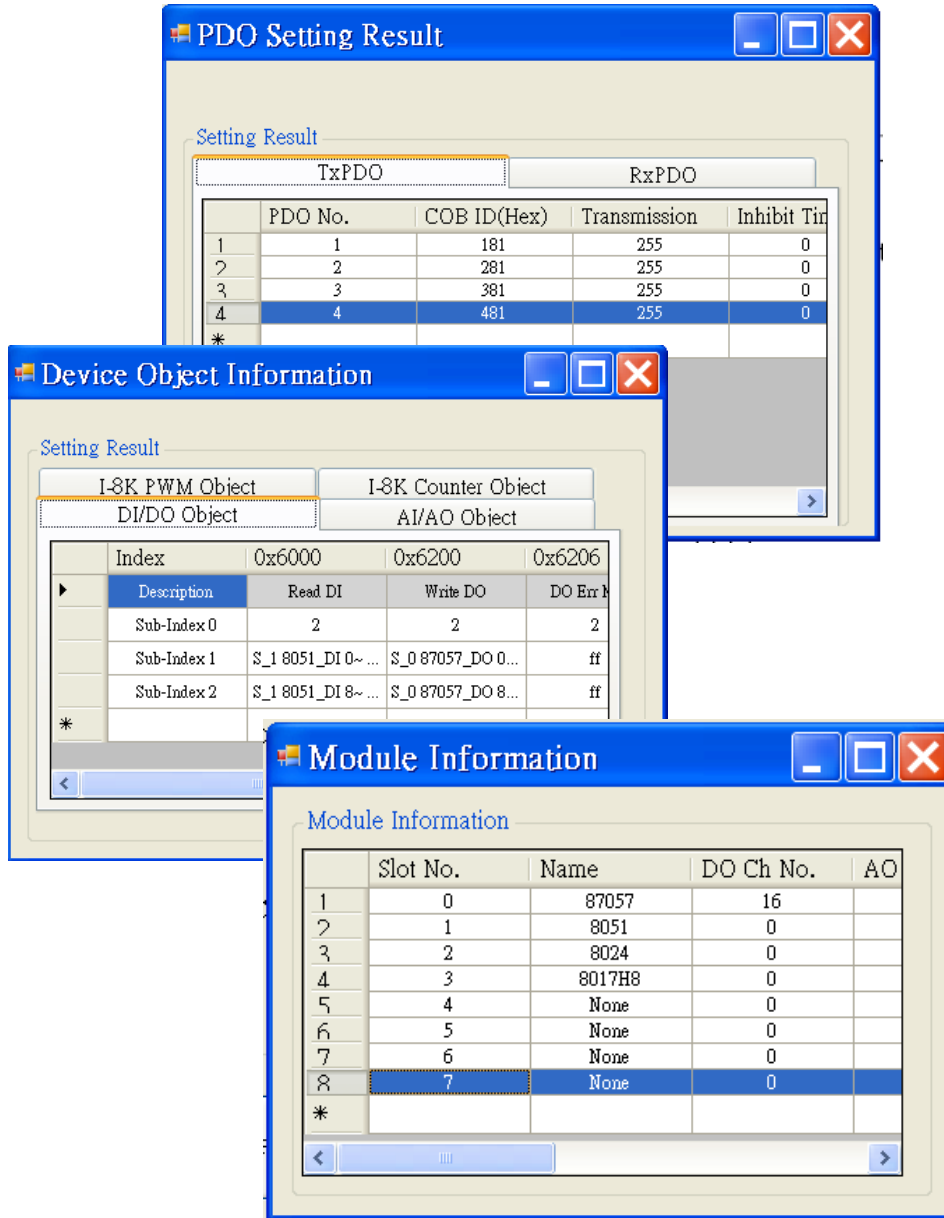 PDO Setting Result
Setting Result
TxPDO RxPDO
PDO No. COB ID(Hex) Transmission Inhibit Tim
1 1 181 255 0
2 2 281 255 0
3 3 381 255 0
4 4 481 255 0
*
Device Object Information
Setting Result
I-8K PWM Object I-8K Counter Object
DI/DO Object AI/AO Object
Index 0x6000 0x6200 0x6206
Description Read DI Write DO DO Err M
Sub-Index 0 2 2 2
Sub-Index 1 S_1 8051_DI 0~ ... S_0 87057_DO 0... ff
Sub-Index 2 S_1 8051_DI 8~ ... S_0 87057_DO 8... ff
*
Module Information
Module Information
Slot No. Name DO Ch No. AO
1 0 87057 16
2 1 8051 0
3 2 8024 0
4 3 8017H8 0
5 4 None 0
6 5 None 0
7 6 None 0
8 7 None 0
*